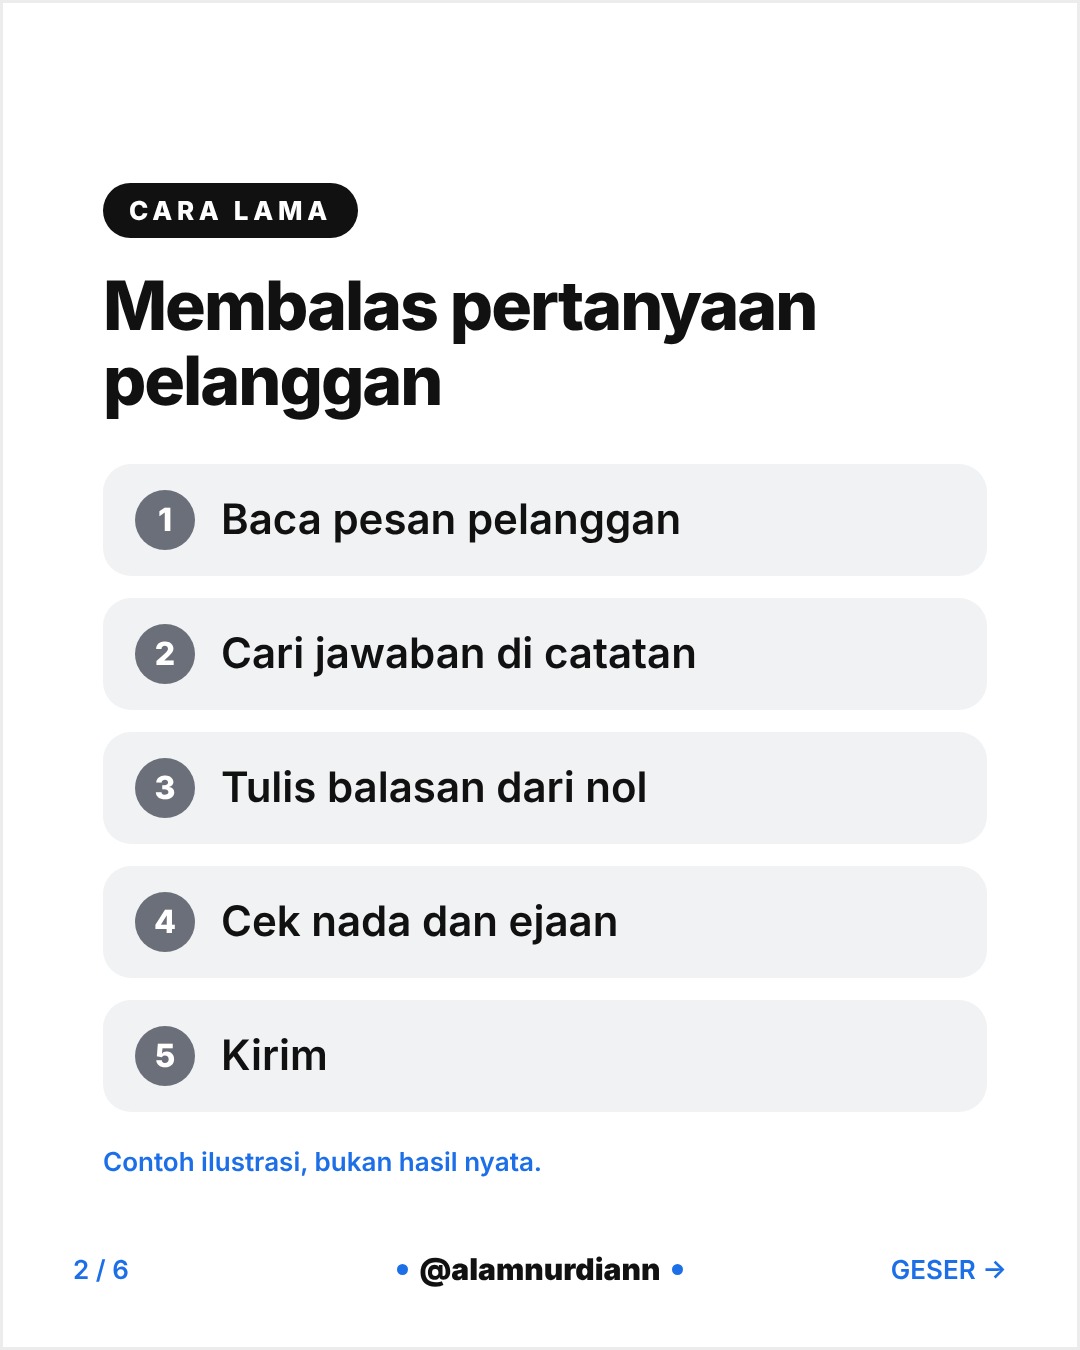 CARA LAMA
Membalas pertanyaan
pelanggan
1 Baca pesan pelanggan
2 Cari jawaban di catatan
3 Tulis balasan dari nol
4 Cek nada dan ejaan
5 Kirim
Contoh ilustrasi, bukan hasil nyata.
2 / 6 • @alamnurdiann • GESER →